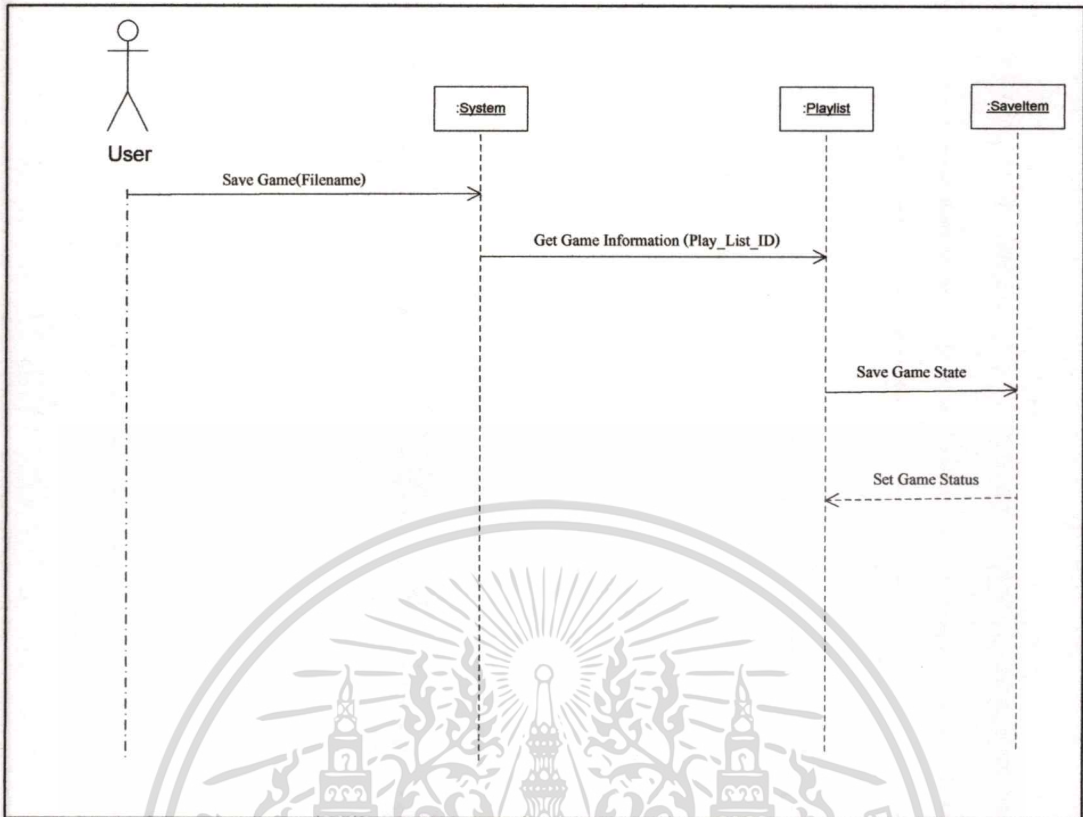 :System
:Playlist
:SaveItem
User
Save Game(Filename)
Get Game Information (Play_List_ID)
Save Game State
Set Game Status